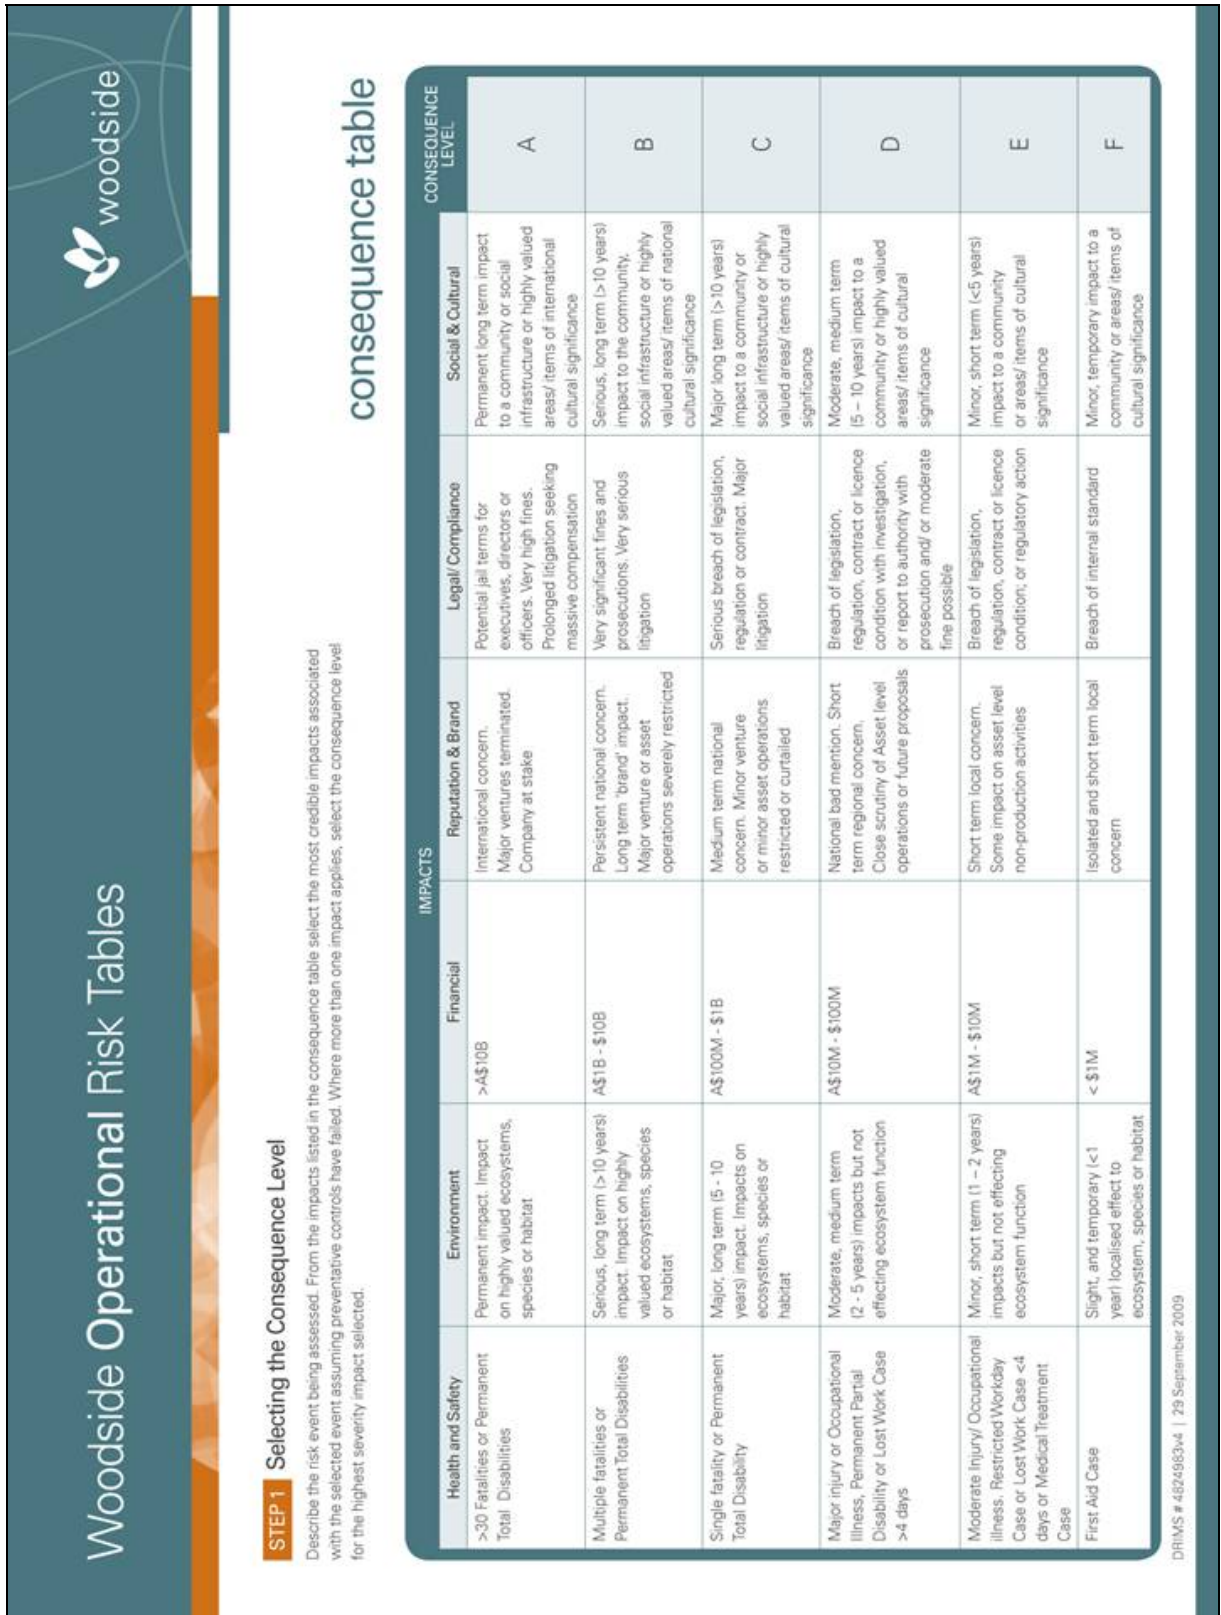 Woodside Operational Risk Tables
woodside
STEP 1 Selecting the Consequence Level
Describe the risk event being assessed. From the impacts listed in the consequence table select the most credible impacts associated
with the selected event assuming preventative controls have failed. Where more than one impact applies, select the consequence level
for the highest severity impact selected.
consequence table
IMPACTS
CONSEQUENCE
LEVEL
Health and Safety
Environment
Financial
Reputation & Brand
Legal/ Compliance
Social & Cultural
>30 Fatalities or Permanent
Total Disabilities
Permanent impact. Impact
on highly valued ecosystems,
species or habitat
>A$10B
International concern.
Major ventures terminated.
Company at stake
Potential jail terms for
executives, directors or
officers. Very high fines.
Prolonged litigation seeking
massive compensation
Permanent long term impact
to a community or social
infrastructure or highly valued
areas/ items of international
cultural significance
A
Multiple fatalities or
Permanent Total Disabilities
Serious, long term (>10 years)
impact. Impact on highly
valued ecosystems, species
or habitat
A$1B - $10B
Persistent national concern.
Long term 'brand' impact.
Major venture or asset
operations severely restricted
Very significant fines and
prosecutions. Very serious
litigation
Serious, long term (>10 years)
impact to the community,
social infrastructure or highly
valued areas/ items of national
cultural significance
B
Single fatality or Permanent
Total Disability
Major, long term (5 - 10
years) impact. Impacts on
ecosystems, species or
habitat
A$100M - $1B
Medium term national
concern. Minor venture
or minor asset operations
restricted or curtailed
Serious breach of legislation,
regulation or contract. Major
litigation
Major long term (>10 years)
impact to a community or
social infrastructure or highly
valued areas/ items of cultural
significance
C
Major injury or Occupational
Illness, Permanent Partial
Disability or Lost Work Case
>4 days
Moderate, medium term
(2 - 5 years) impacts but not
effecting ecosystem function
A$10M - $100M
National bad mention. Short
term regional concern.
Close scrutiny of Asset level
operations or future proposals
Breach of legislation,
regulation, contract or licence
condition with investigation,
or report to authority with
prosecution and/ or moderate
fine possible
Moderate, medium term
(5 – 10 years) impact to a
community or highly valued
areas/ items of cultural
significance
D
Moderate Injury/ Occupational
illness. Restricted Workday
Case or Lost Work Case <4
days or Medical Treatment
Case
Minor, short term (1 – 2 years)
impacts but not effecting
ecosystem function
A$1M - $10M
Short term local concern.
Some impact on asset level
non-production activities
Breach of legislation,
regulation, contract or licence
condition; or regulatory action
Minor, short term (<5 years)
impact to a community
or areas/ items of cultural
significance
E
First Aid Case
Slight, and temporary (<1
year) localised effect to
ecosystem, species or habitat
< $1M
Isolated and short term local
concern
Breach of internal standard
Minor, temporary impact to a
community or areas/ items of
cultural significance
F
DRIMS # 4824983v4 | 29 September 2009